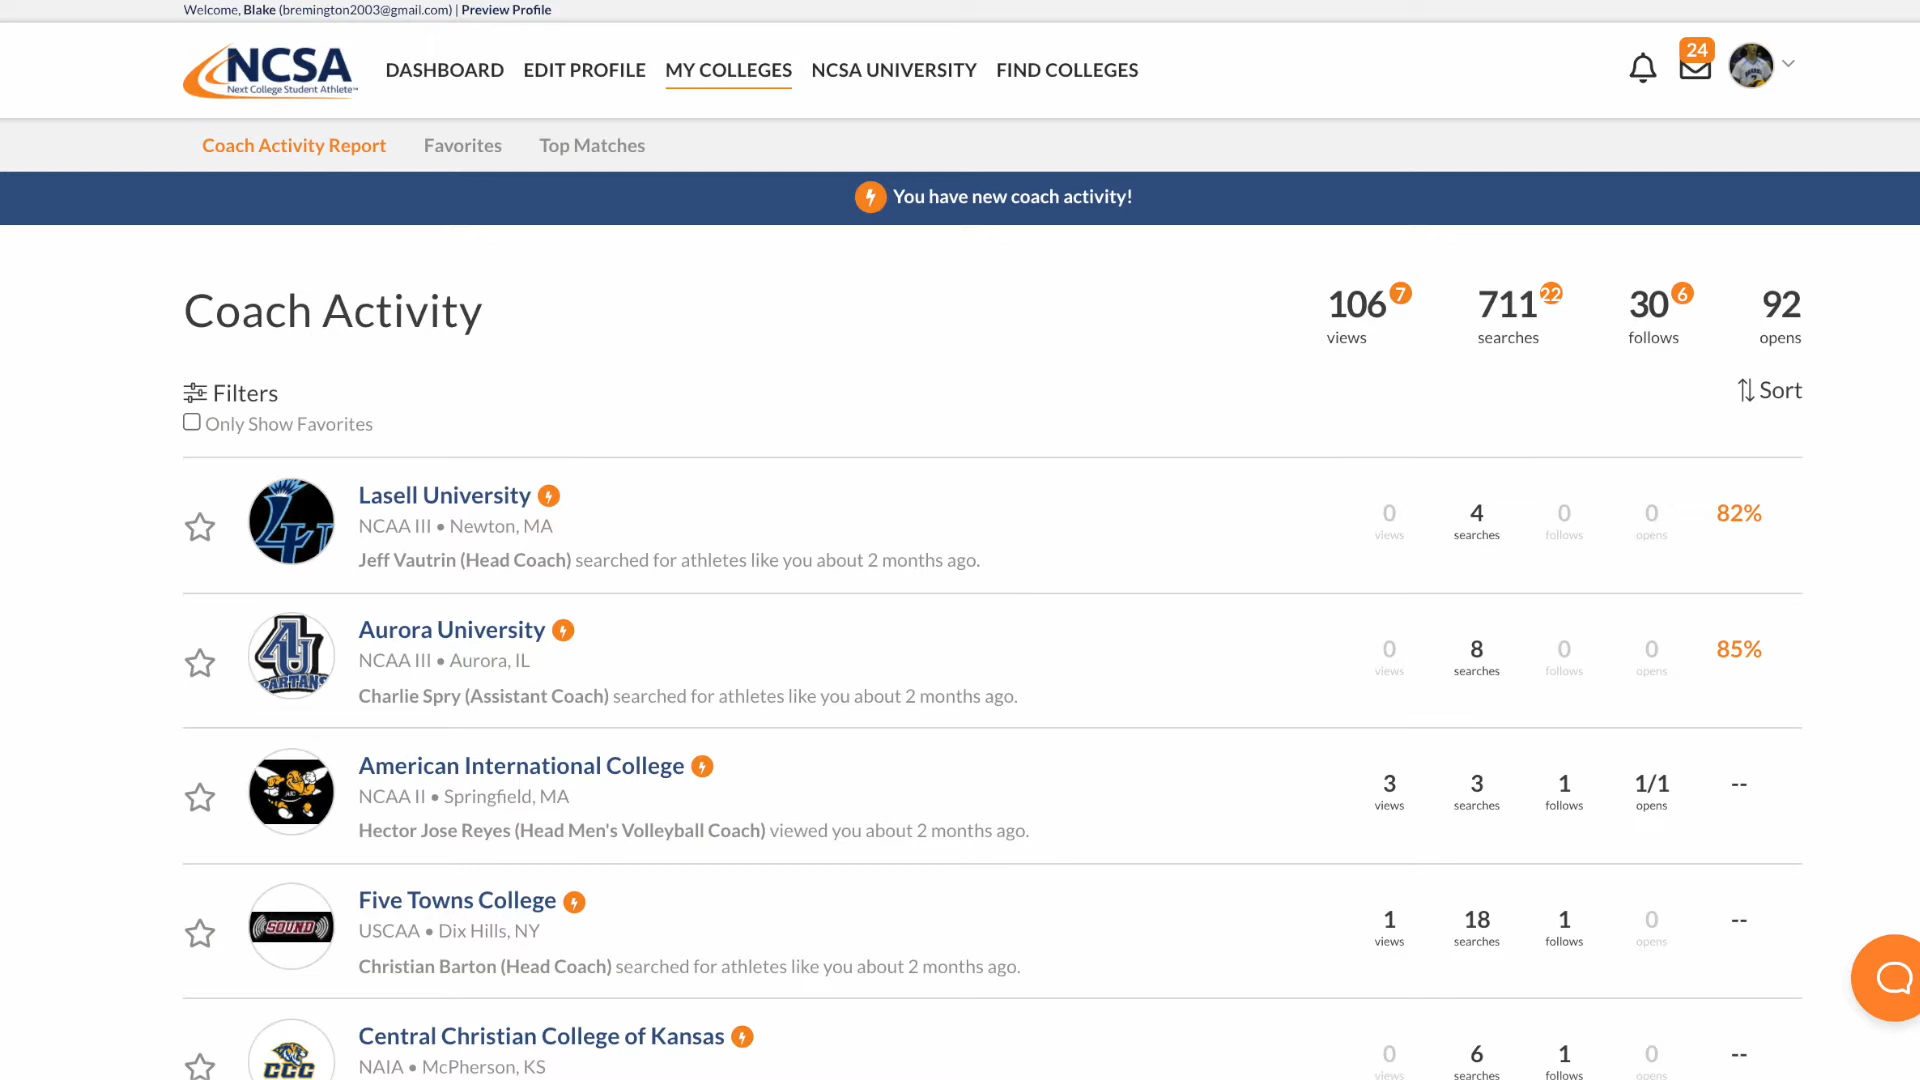 Welcome, Blake (bremington2003@gmail.com) | Preview Profile
NCSA
Next College Student Athlete™
DASHBOARD EDIT PROFILE MY COLLEGES NCSA UNIVERSITY FIND COLLEGES
24
Coach Activity Report Favorites Top Matches
You have new coach activity!
Coach Activity
106 7 711 22 30 6 92
views searches follows opens
Filters
Sort
Only Show Favorites
Lasell University
NCAA III • Newton, MA
Jeff Vautrin (Head Coach) searched for athletes like you about 2 months ago.
0 4 0 0 82%
views searches follows opens
Aurora University
NCAA III • Aurora, IL
Charlie Spry (Assistant Coach) searched for athletes like you about 2 months ago.
0 8 0 0 85%
views searches follows opens
AU
SPARTANS
American International College
NCAA II • Springfield, MA
Hector Jose Reyes (Head Men's Volleyball Coach) viewed you about 2 months ago.
3 3 1 1/1 --
views searches follows opens
AIC
Five Towns College
USCAA • Dix Hills, NY
Christian Barton (Head Coach) searched for athletes like you about 2 months ago.
1 18 1 0 --
views searches follows opens
SOUND
Central Christian College of Kansas
NAIA • McPherson, KS
0 6 1 0 --
views searches follows opens
CCC